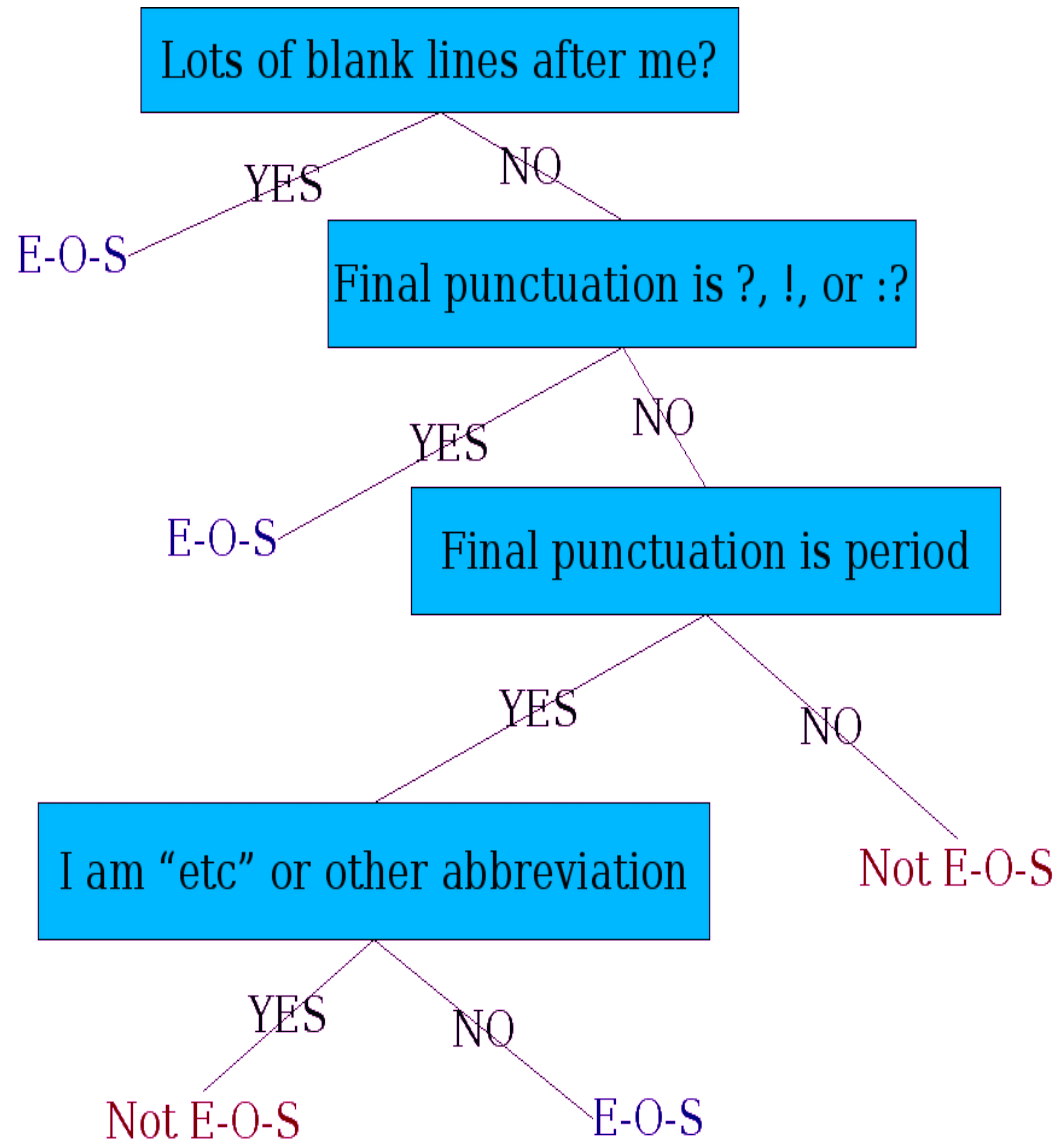 Lots of blank lines after me?
YES
NO
E-O-S
Final punctuation is ?, !, or :?
YES
NO
E-O-S
Final punctuation is period
YES
NO
I am “etc” or other abbreviation
Not E-O-S
YES
NO
Not E-O-S
E-O-S